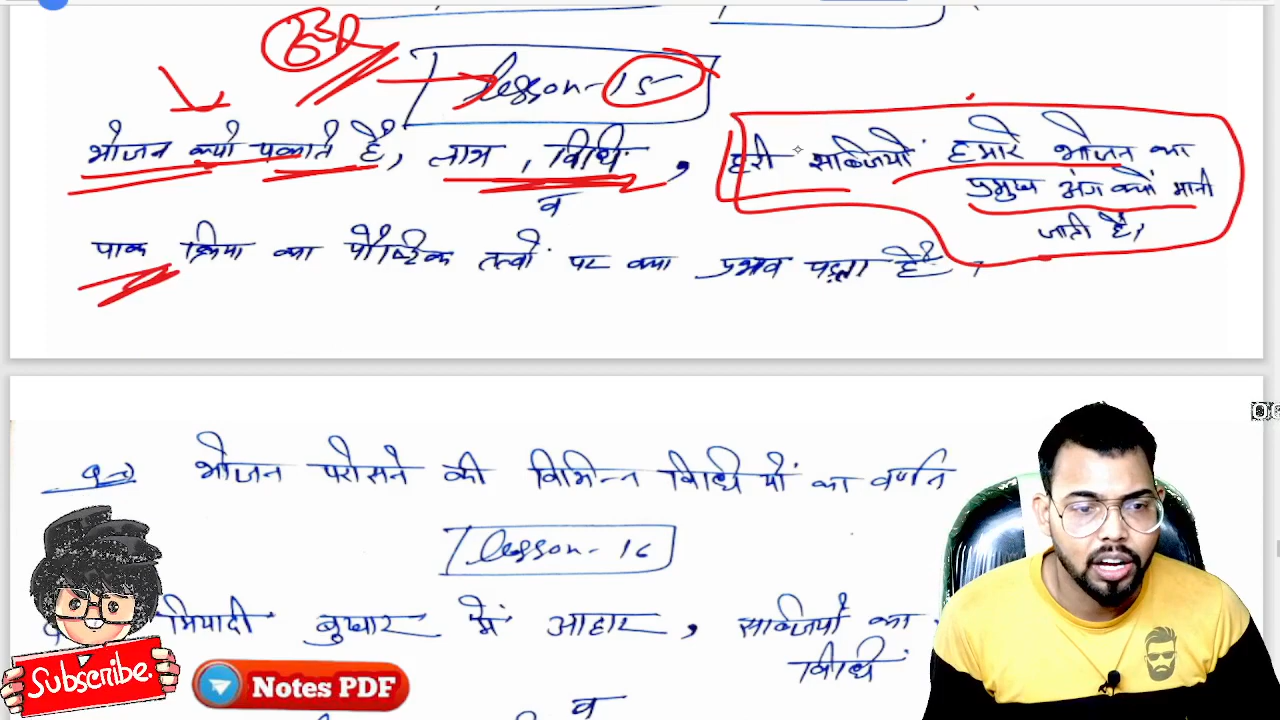 lesson-15
भोजन क्यो पकाते है, लाभ, विधि, हरी सब्जियों हमारे भोजन का
प्रमुख अंग क्यों मानी
जाती है।
व
पाक क्रिया का पौष्टिक तत्वों पर क्या प्रभव पड़ता है।
भोजन परोसने की विभिन्न विधियों का वर्णन
lesson-16
मियादी बुखार में आहार, सब्जियों का
विधि
व
Subscribe.
Notes PDF